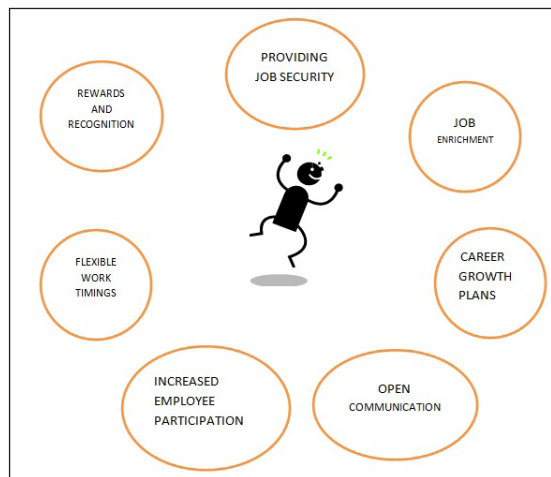 PROVIDING
JOB SECURITY
REWARDS
AND
RECOGNITION
JOB
ENRICHMENT
FLEXIBLE
WORK
TIMINGS
CAREER
GROWTH
PLANS
INCREASED
EMPLOYEE
PARTICIPATION
OPEN
COMMUNICATION